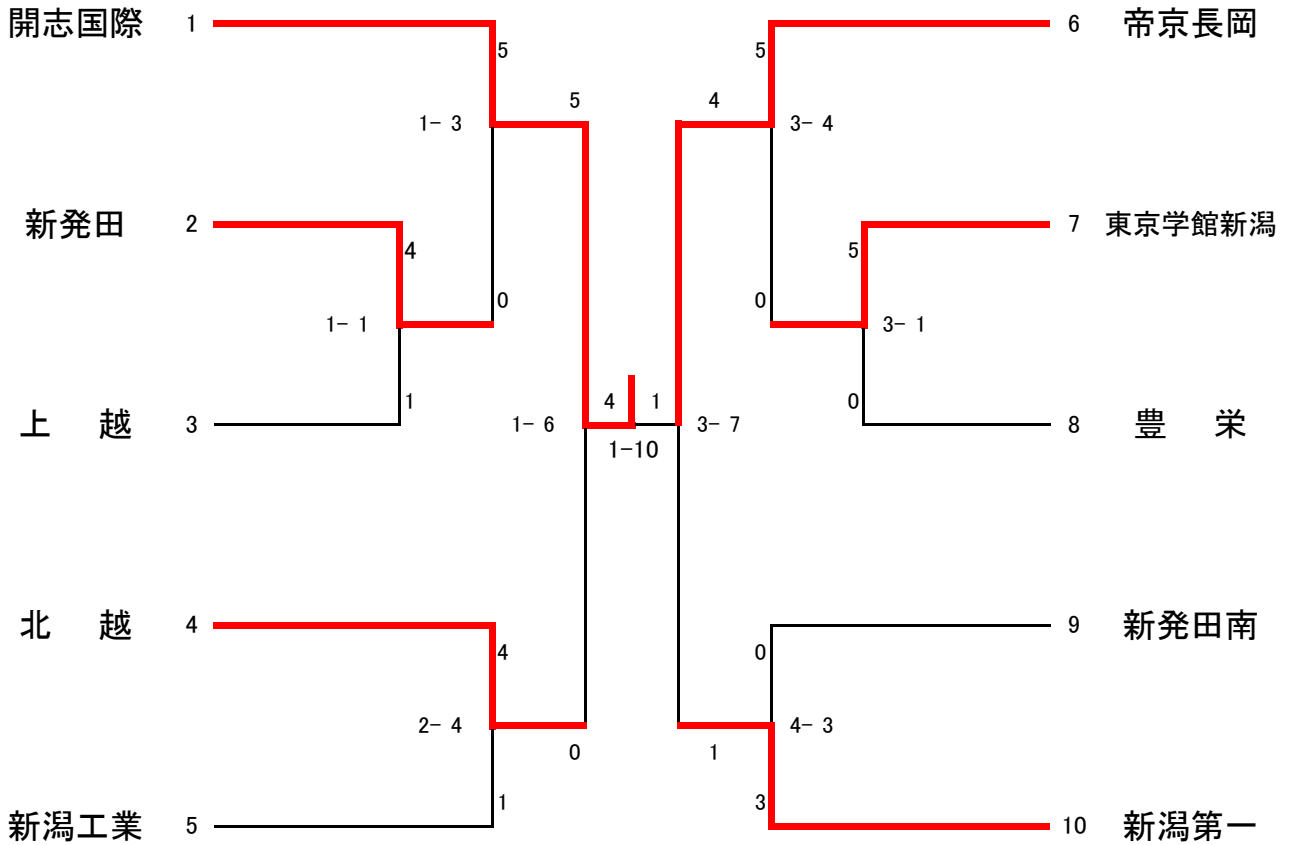 開志国際 1 6 帝京長岡
5 5
5 4
1- 3 3- 4
新発田 2 7 東京学館新潟
4 5
0 0
1- 1 3- 1
1 0
4 1
上 越 3 1- 6 3- 7 8 豊 栄
1-10
北 越 4 9 新発田南
4 0
2- 4 4- 3
0 1
1 3
新潟工業 5 10 新潟第一